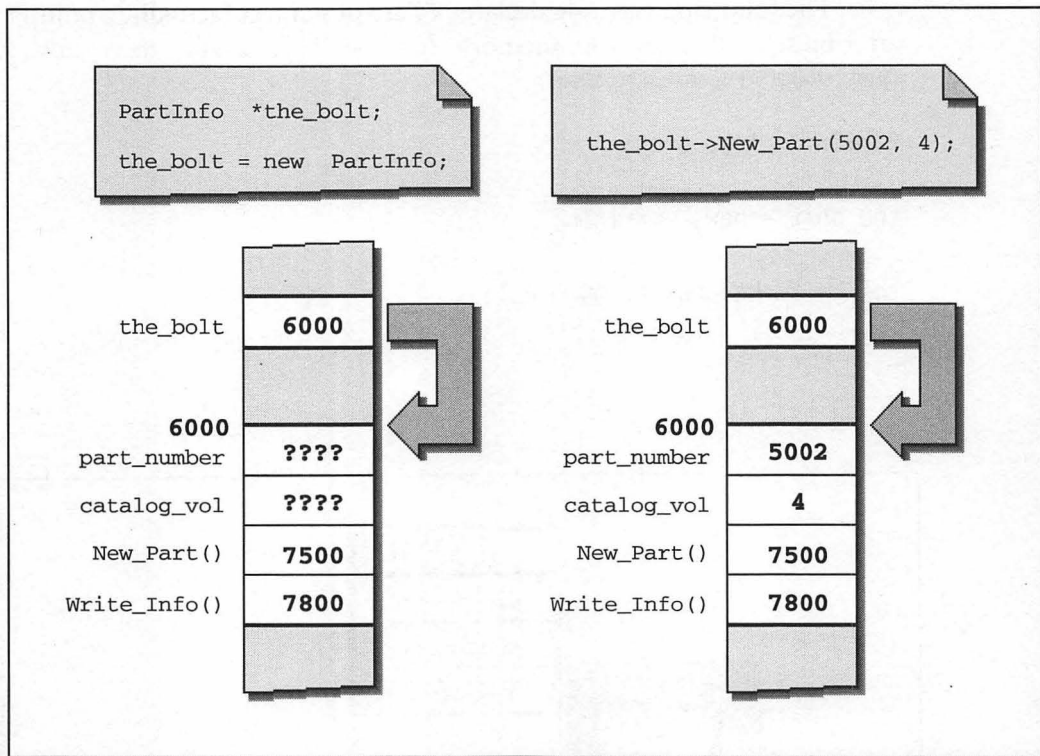 PartInfo *the_bolt;
the_bolt = new PartInfo;
the_bolt 6000
6000
part_number ????
catalog_vol ????
New_Part() 7500
Write_Info() 7800
the_bolt->New_Part(5002, 4);
the_bolt 6000
6000
part_number 5002
catalog_vol 4
New_Part() 7500
Write_Info() 7800